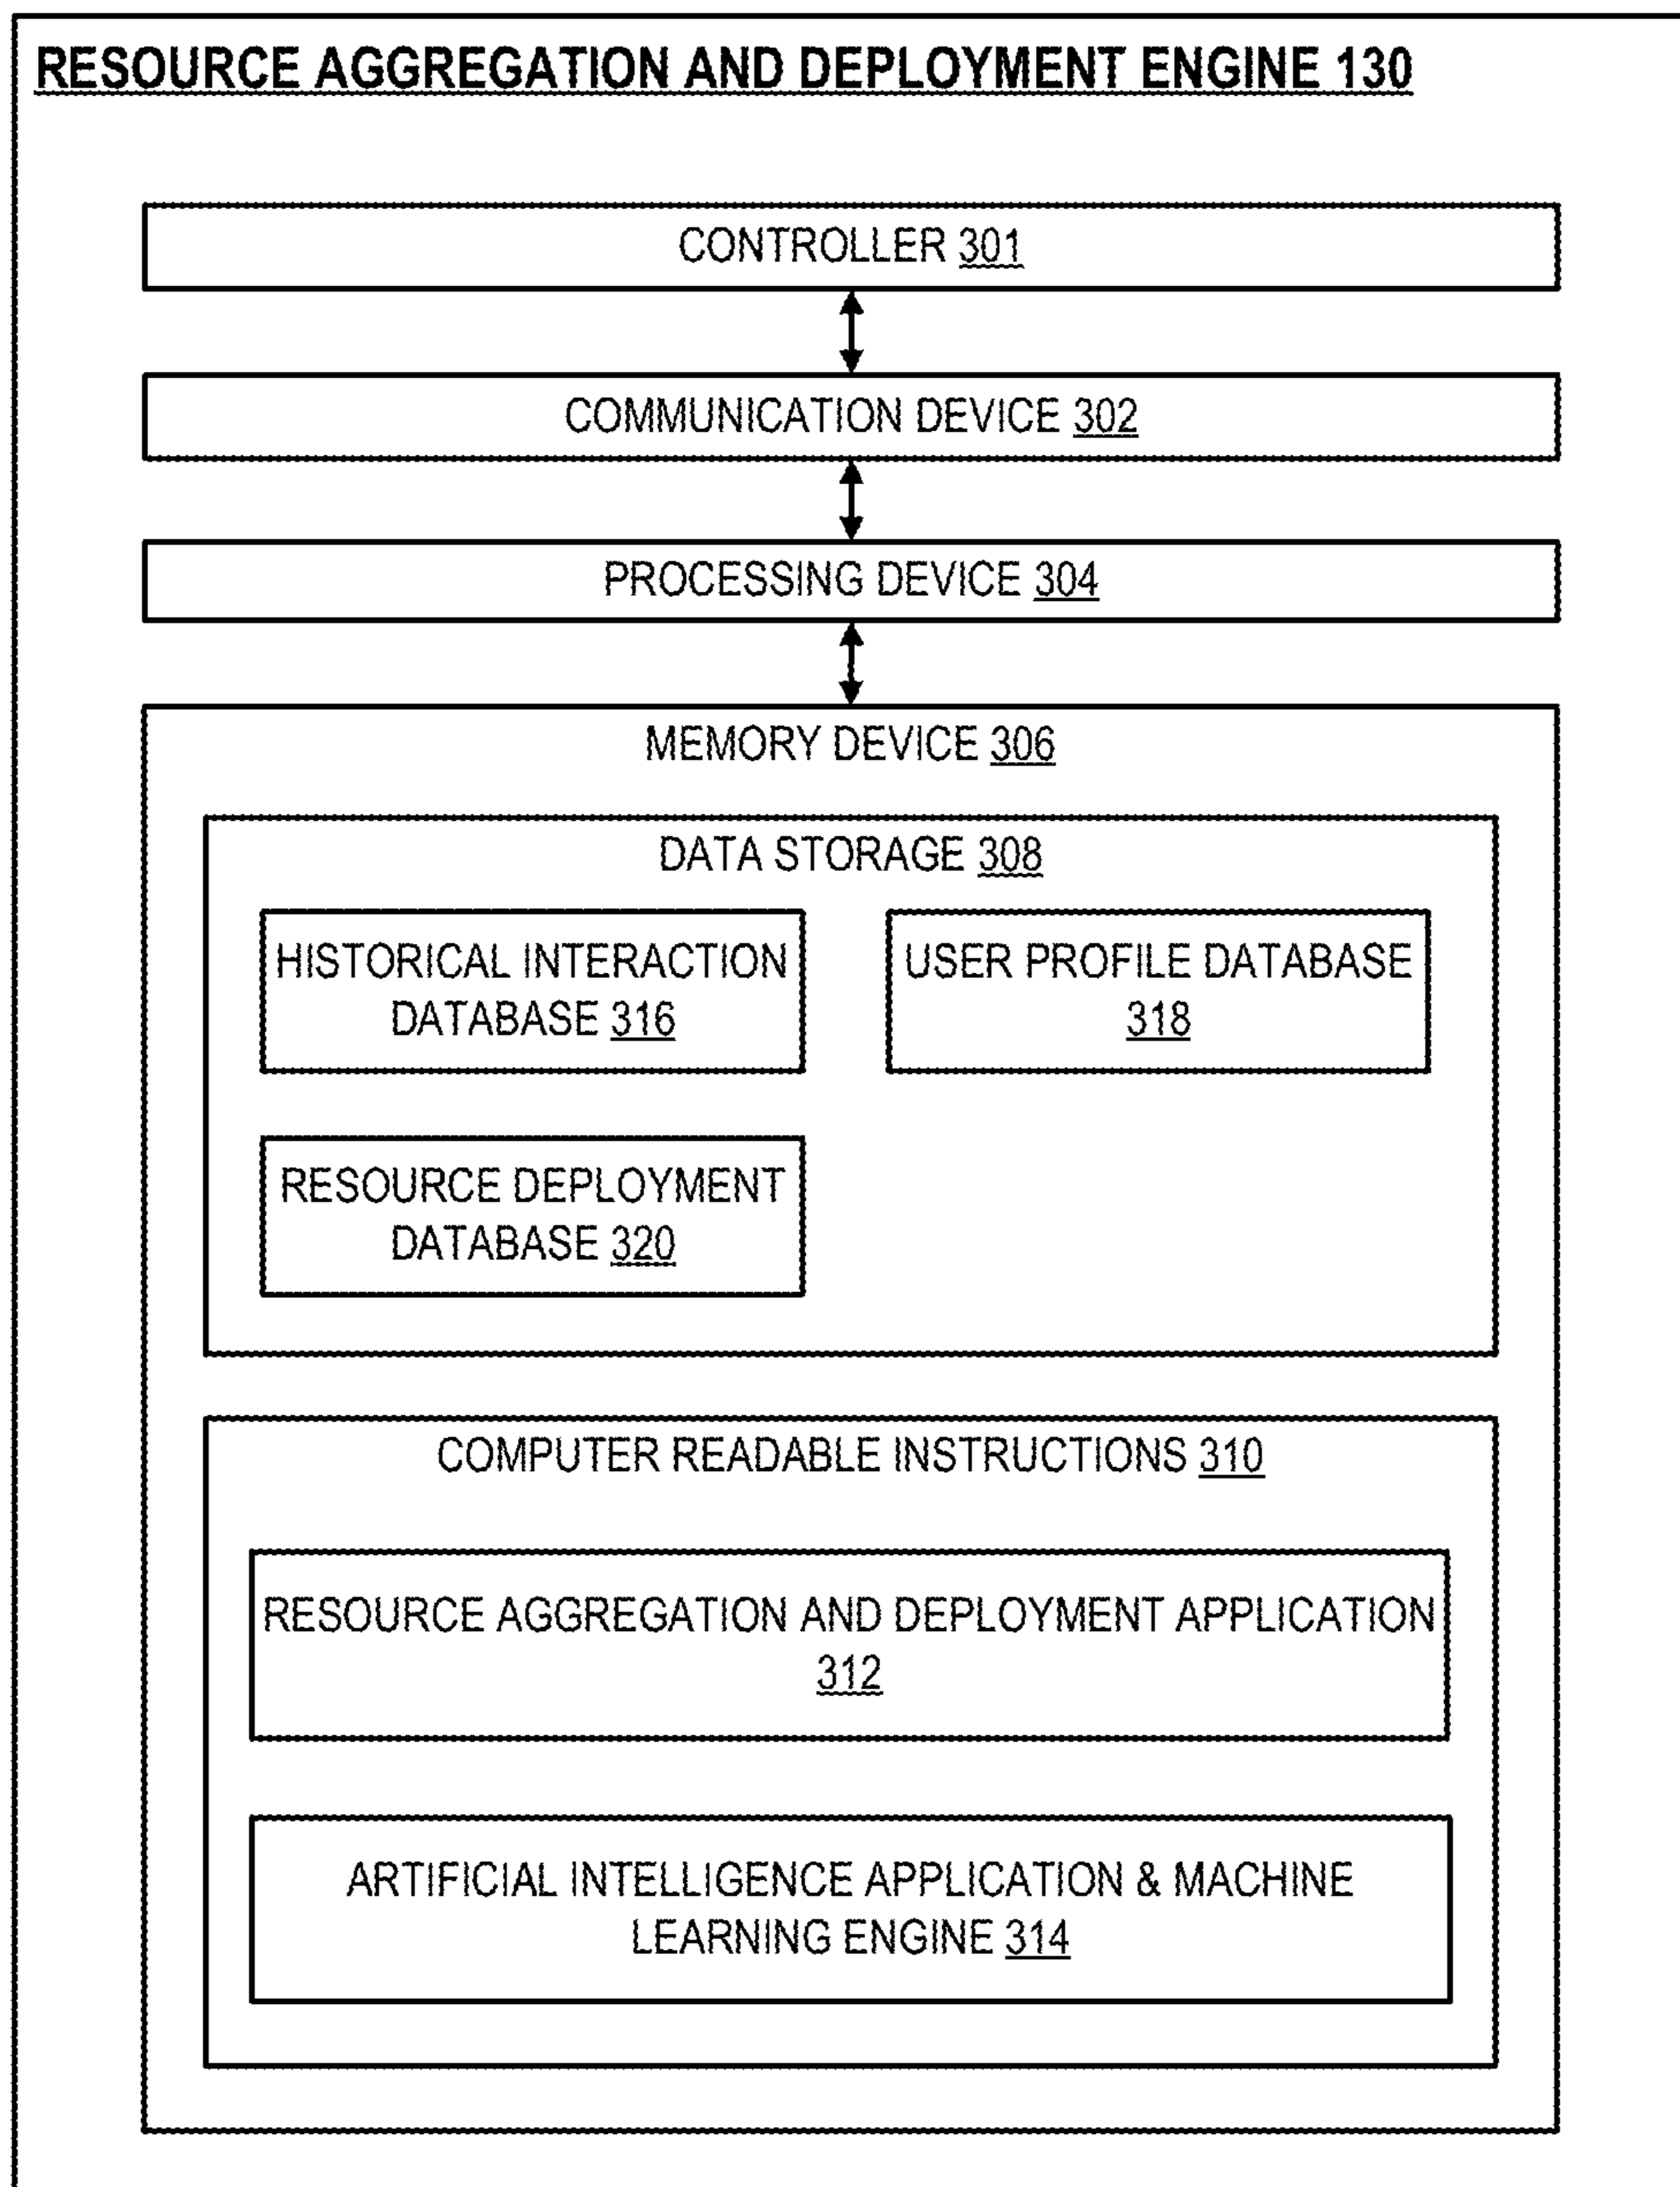 RESOURCE AGGREGATION AND DEPLOYMENT ENGINE 130
CONTROLLER 301
COMMUNICATION DEVICE 302
PROCESSING DEVICE 304
MEMORY DEVICE 306
DATA STORAGE 308
HISTORICAL INTERACTION
DATABASE 316
USER PROFILE DATABASE
318
RESOURCE DEPLOYMENT
DATABASE 320
COMPUTER READABLE INSTRUCTIONS 310
RESOURCE AGGREGATION AND DEPLOYMENT APPLICATION
312
ARTIFICIAL INTELLIGENCE APPLICATION & MACHINE
LEARNING ENGINE 314